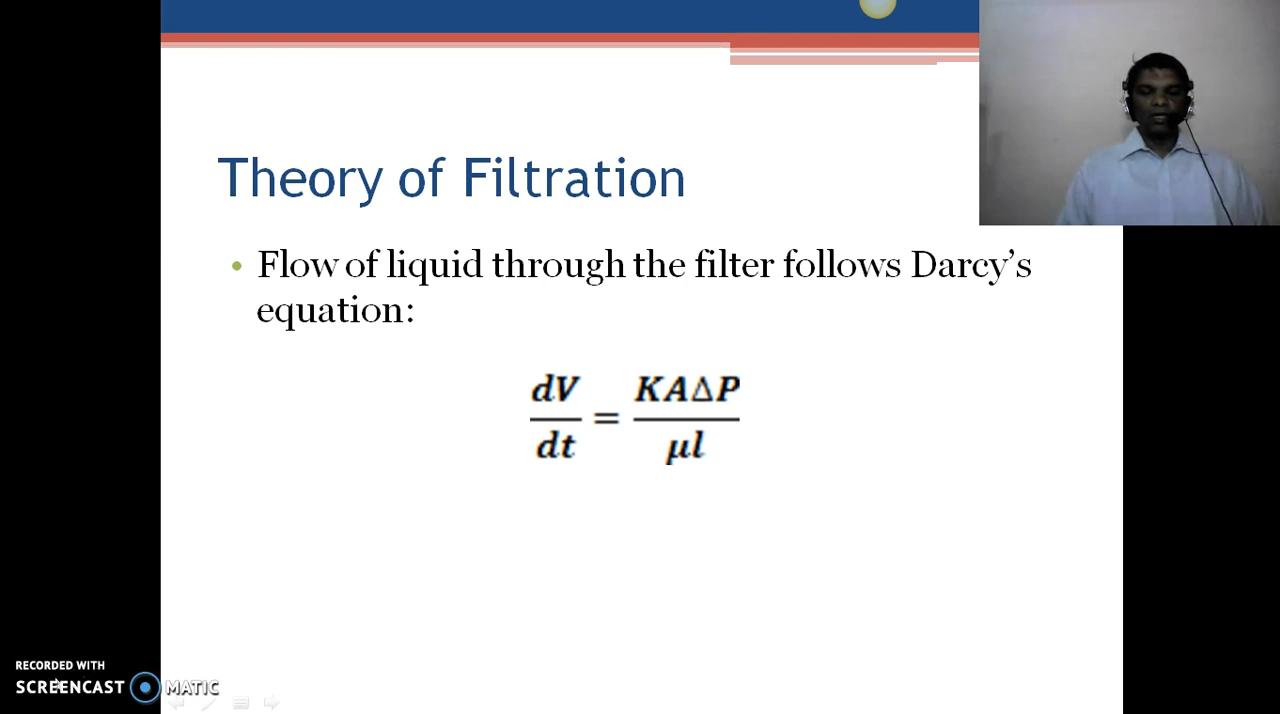 Theory of Filtration
• Flow of liquid through the filter follows Darcy’s
equation:
dV/dt = KAΔP/μl
RECORDED WITH
SCREENCAST MATIC